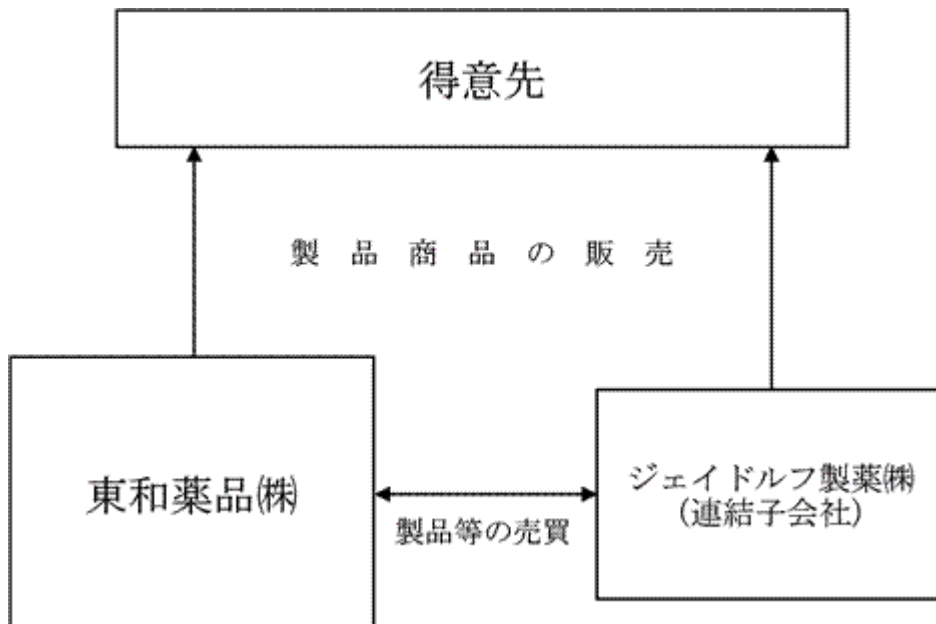 得意先
製品商品の販売
東和薬品㈱
製品等の売買
ジェイドルフ製薬㈱
(連結子会社)